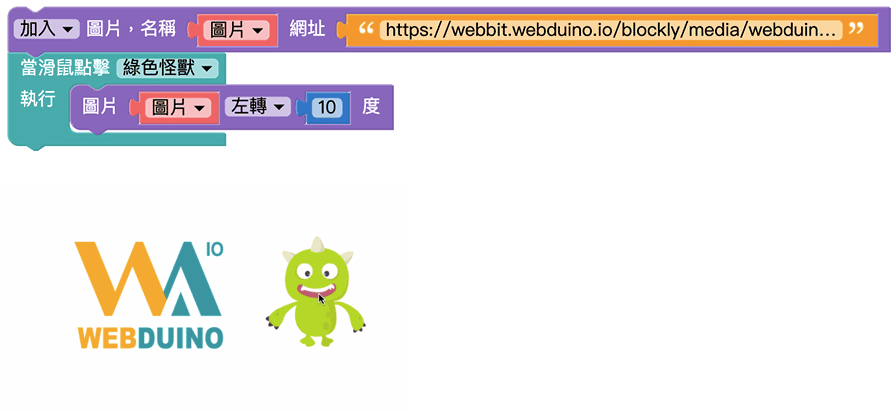 加入 圖片，名稱 圖片 網址 “ https://webbit.webduino.io/blockly/media/webduin... ”
當滑鼠點擊 綠色怪獸
執行 圖片 圖片 左轉 10 度
IO
WEBDUINO